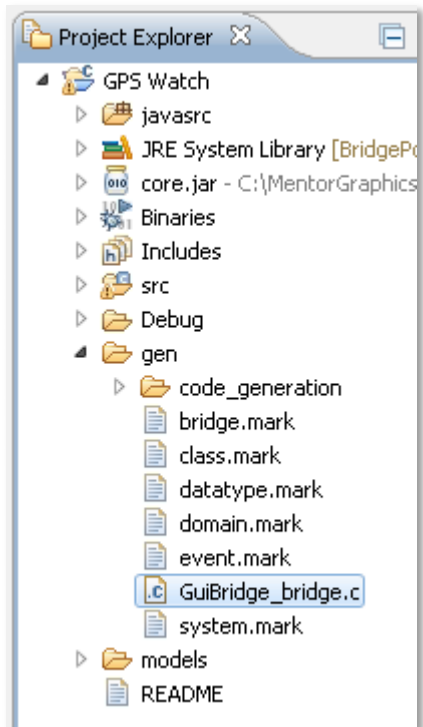 Project Explorer
GPS Watch
javasrc
JRE System Library [BridgePo
core.jar - C:\MentorGraphics
Binaries
Includes
src
Debug
gen
code_generation
bridge.mark
class.mark
datatype.mark
domain.mark
event.mark
GuiBridge_bridge.c
system.mark
models
README